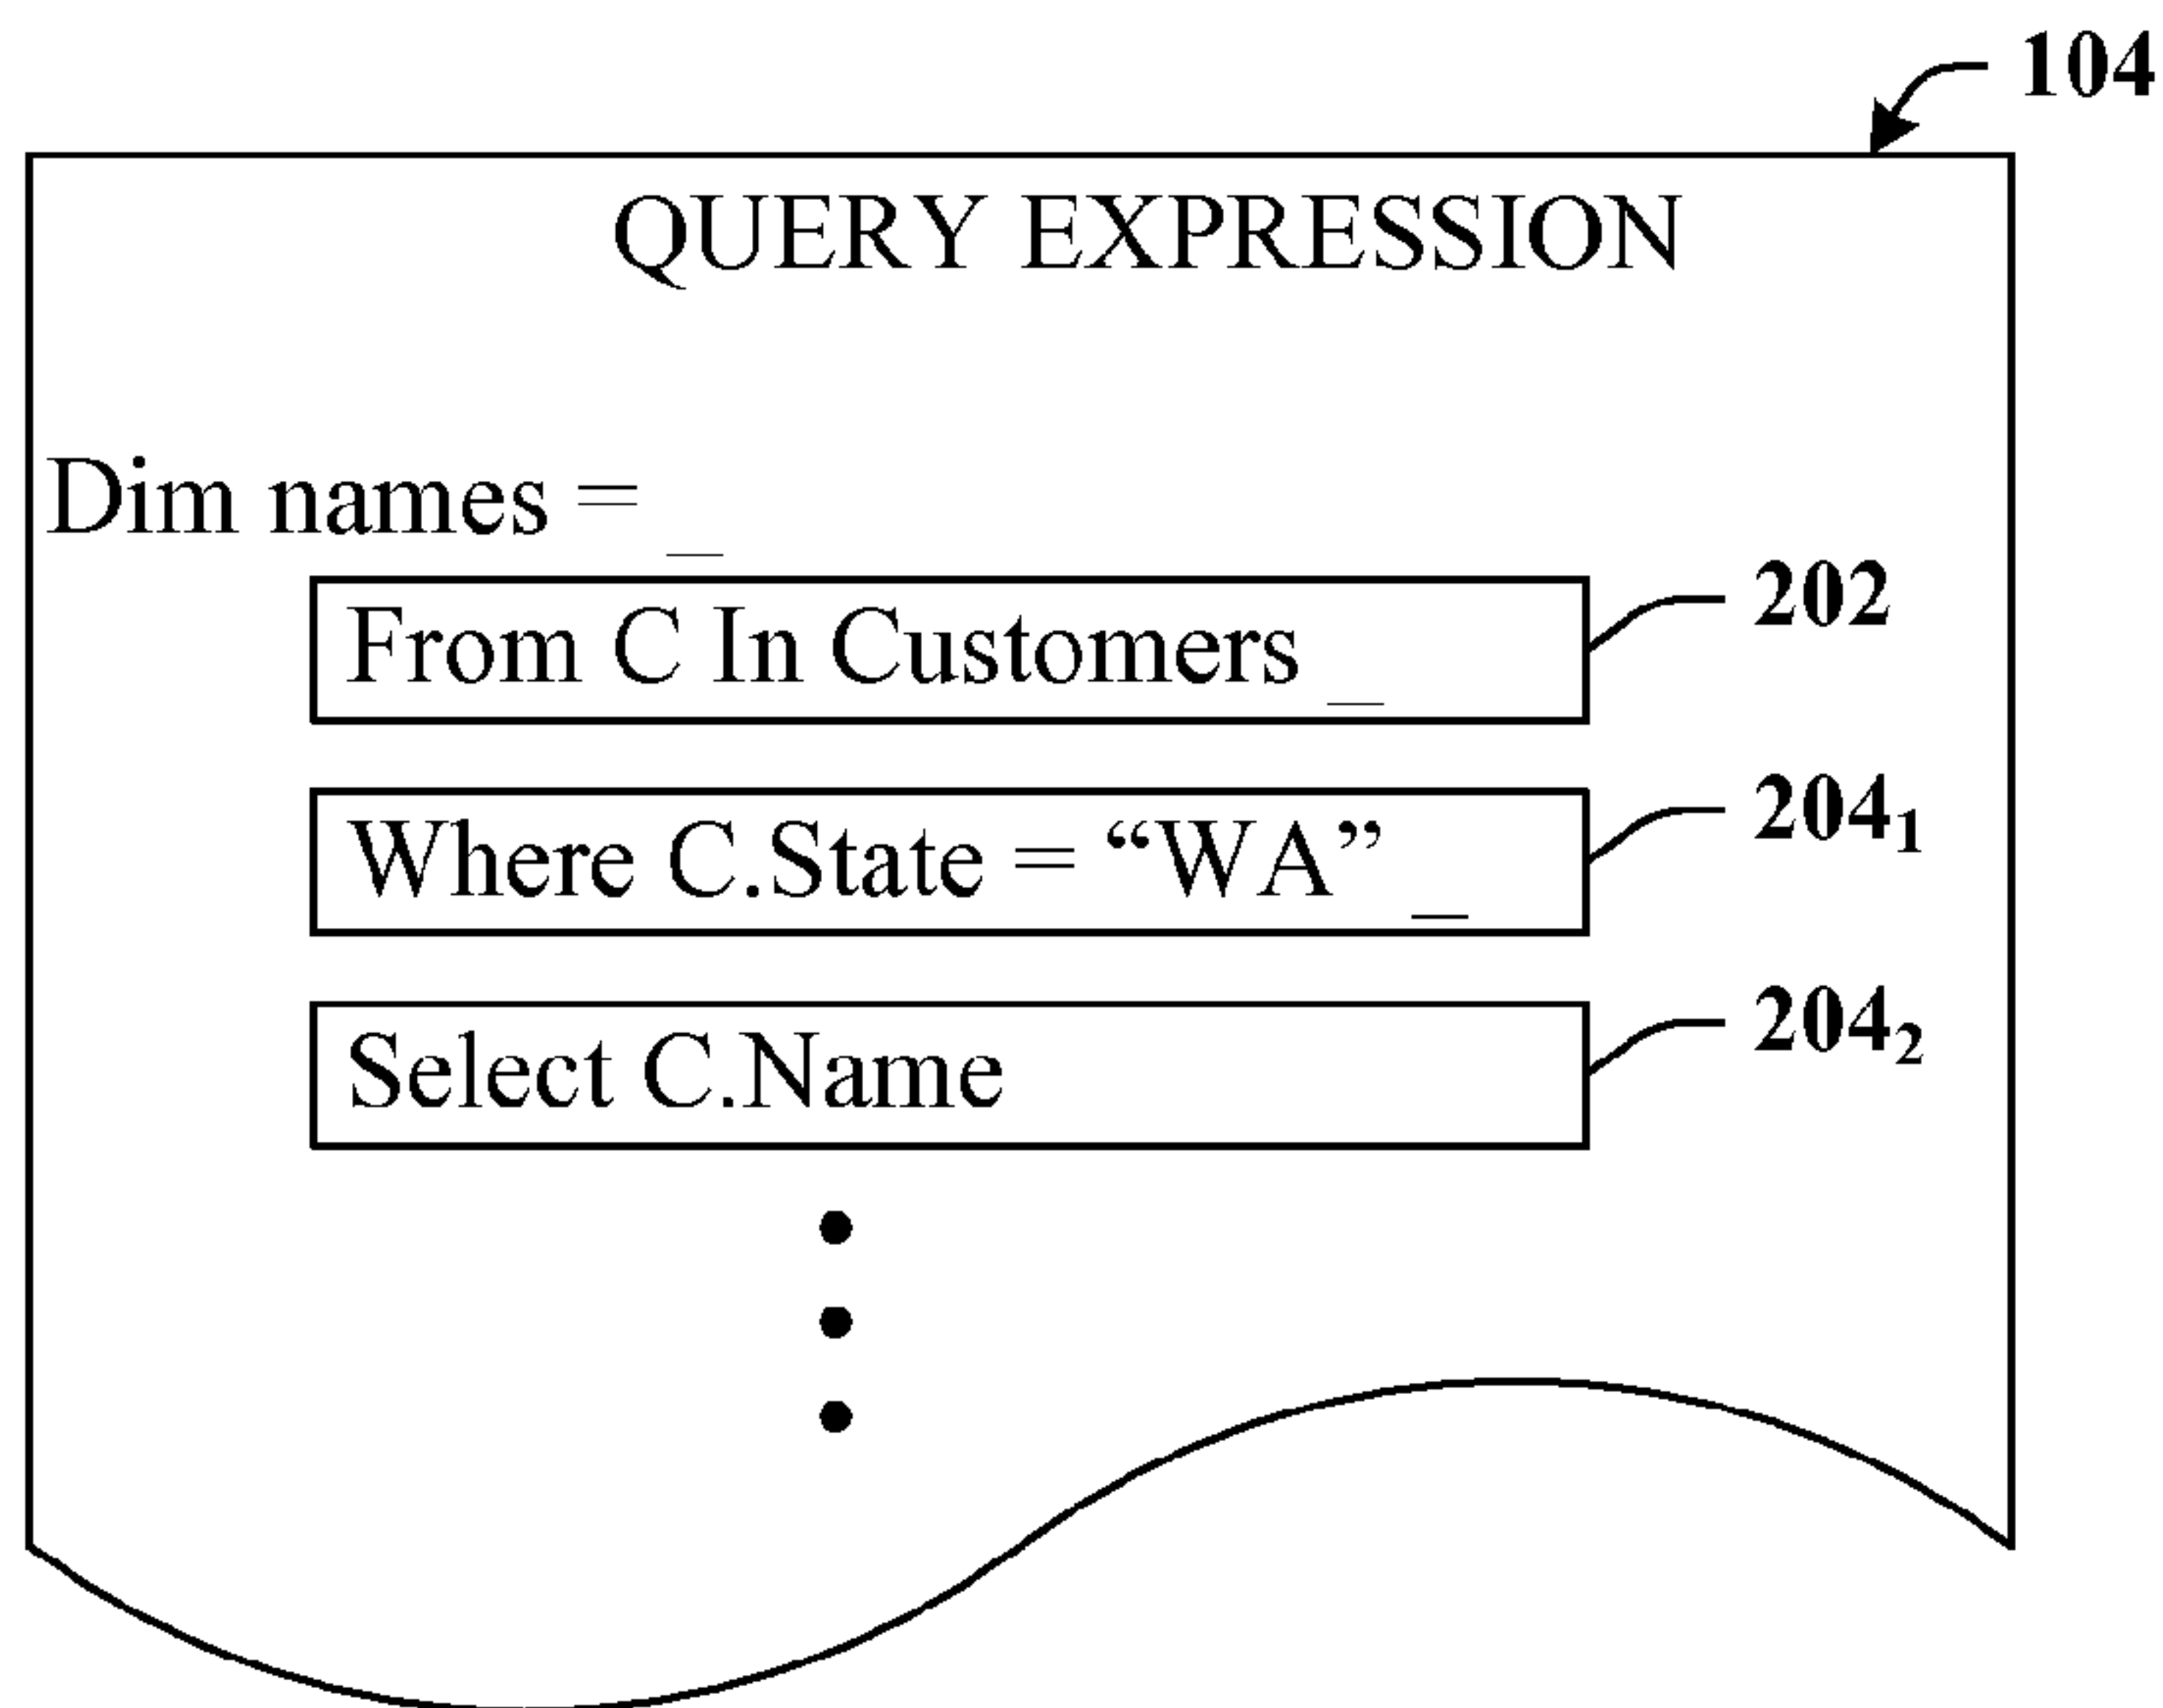 104
QUERY EXPRESSION
Dim names = _
From C In Customers _
202
Where C.State = “WA” _
204₁
Select C.Name
204₂